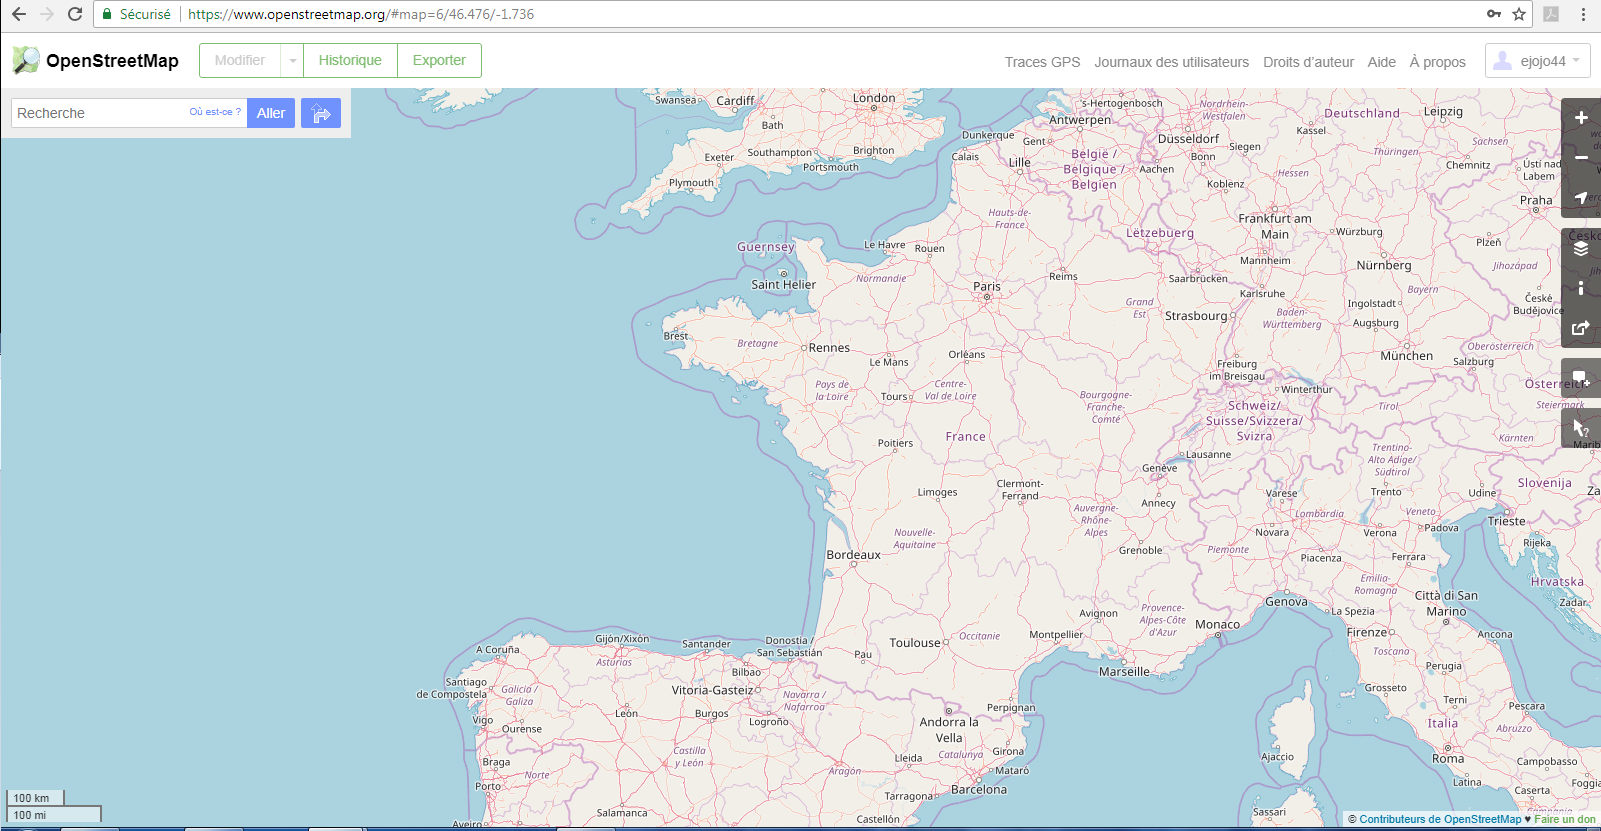 Sécurisé https://www.openstreetmap.org/#map=6/46.476/-1.736
OpenStreetMap Modifier Historique Exporter Traces GPS Journaux des utilisateurs Droits d’auteur Aide À propos ejojo44
Recherche Où est-ce ? Aller
Swansea
Cardiff
London
Bath
Exeter
Southampton
Brighton
Portsmouth
Plymouth
Guernsey
Saint Helier
's-Hertogenbosch
Nordrhein-
Westfalen
Deutschland
Leipzig
Antwerpen
Düsseldorf
Kassel
Dunkerque
Gent
Calais
Lille
België /
Belgique /
Belgien
Aachen
Bonn
Siegen
Thüringen
Sachsen
Chemnitz
Ústí nad
Labem
Koblenz
Hessen
Praha
Hauts-de-
France
Frankfurt am
Main
Lëtzebuerg
Würzburg
Plzeň
Le Havre
Rouen
Normandie
Reims
Mannheim
Saarbrücken
Nürnberg
Jihozápad
Paris
Grand
Est
Karlsruhe
Bayern
České
Budějovice
Strasbourg
Baden-
Württemberg
Ingolstadt
Augsburg
Brest
Bretagne
Rennes
Le Mans
Orléans
München
Oberösterreich
Salzburg
Freiburg
im Breisgau
Winterthur
Pays de
la Loire
Tours
Centre-
Val de Loire
Bourgogne-
Franche-
Comté
Schweiz/
Suisse/Svizzera/
Svizra
Tirol
Österreich
Steiermark
Kärnten
Poitiers
France
Lausanne
Genève
Trentino-
Alto Adige/
Südtirol
Limoges
Clermont-
Ferrand
Annecy
Varese
Trento
Udine
Slovenija
Auvergne-
Rhône-
Alpes
Lombardia
Veneto
Trieste
Nouvelle-
Aquitaine
Novara
Verona
Padova
Rijeka
Bordeaux
Grenoble
Piemonte
Piacenza
Ferrara
Hrvatska
Emilia-
Romagna
Genova
La Spezia
Città di San
Marino
Zadar
Avignon
Provence-
Alpes-Côte
d'Azur
Monaco
Firenze
Ancona
Gijón/Xixón
Santander
Donostia /
San Sebastián
Toulouse
Occitanie
Montpellier
Toscana
A Coruña
Asturias
Bilbao
Pau
Marseille
Perugia
Santiago
de Compostela
Galicia /
Galiza
Vitoria-Gasteiz
Navarra /
Nafarroa
Grosseto
Terni
Pescara
Vigo
Ourense
León
Burgos
Logroño
Perpignan
Andorra la
Vella
Italia
Abruzzo
Braga
Castilla
y León
Girona
Catalunya
Ajaccio
Roma
Campobasso
Norte
Aragón
Lleida
Mataró
Porto
Barcelona
Latina
Caserta
Foggia
Tarragona
Salamanca
Castellón
Sassari
Aveiro
100 km
100 mi
© Contributeurs de OpenStreetMap ♥ Faire un don